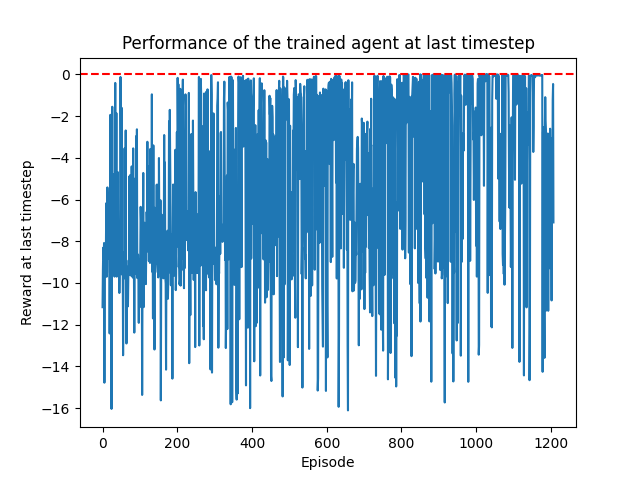 Performance of the trained agent at last timestep
0
−2
−4
−6
−8
−10
−12
−14
−16
Reward at last timestep
0 200 400 600 800 1000 1200
Episode